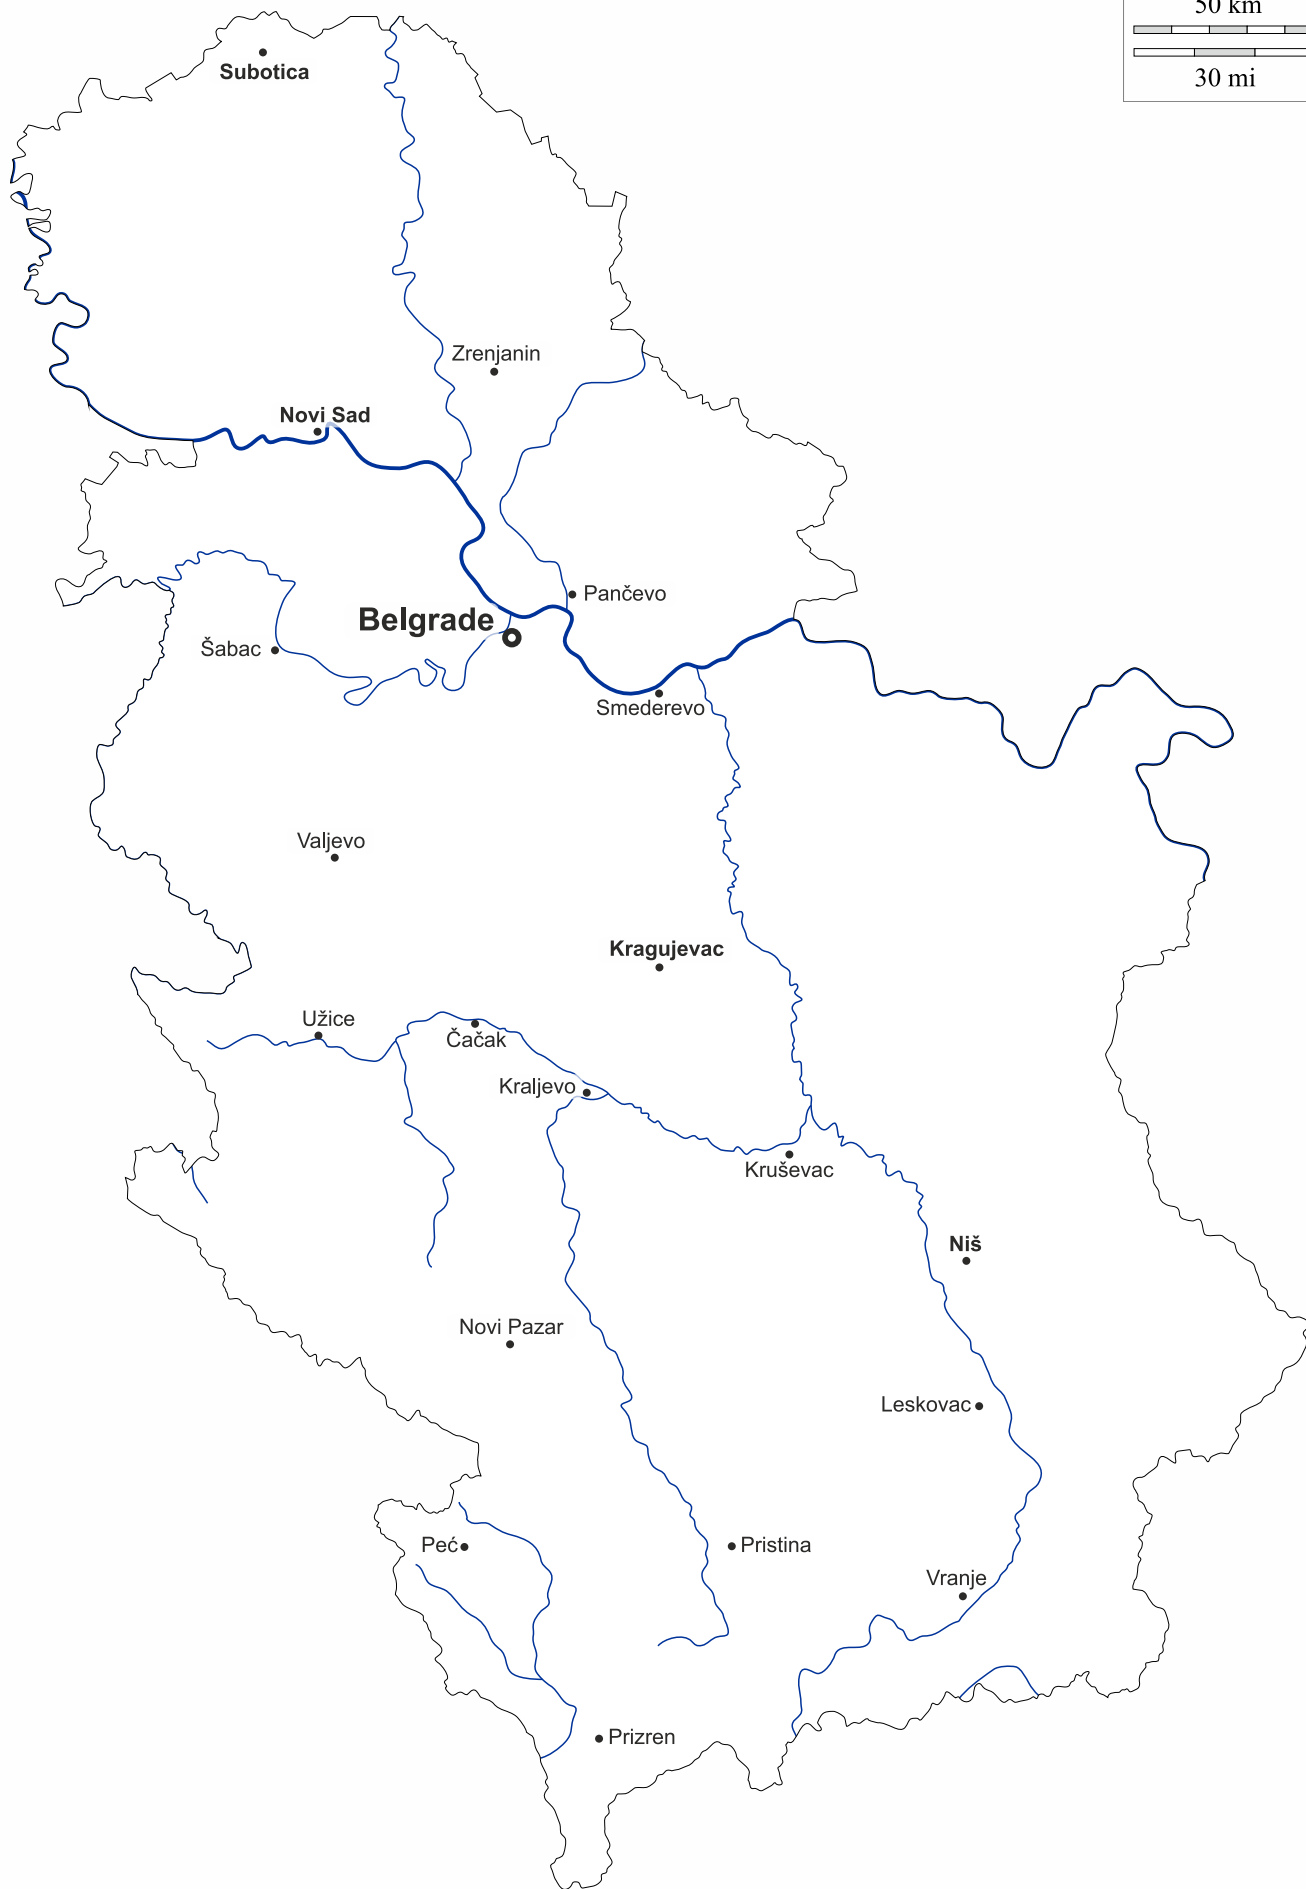 50 km
30 mi
Subotica
Zrenjanin
Novi Sad
Pančevo
Belgrade
Šabac
Smederevo
Valjevo
Kragujevac
Užice
Čačak
Kraljevo
Kruševac
Niš
Novi Pazar
Leskovac
Peć
Pristina
Vranje
Prizren